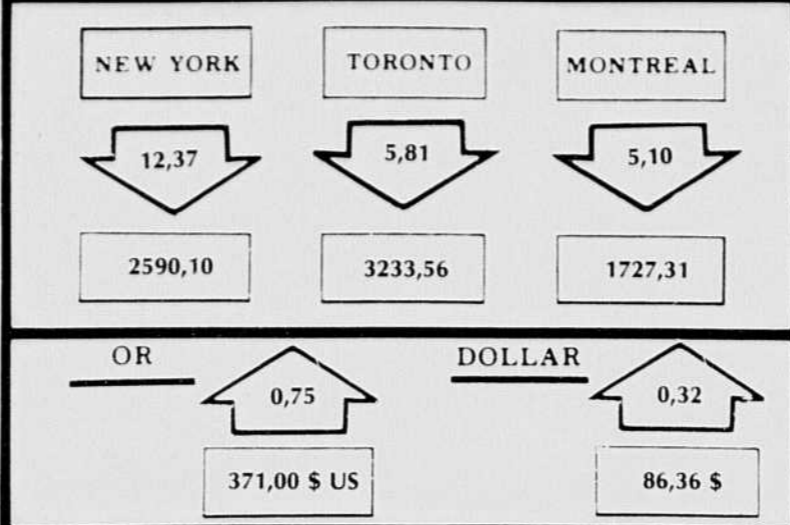 NEW YORK TORONTO MONTREAL
12,37 5,81 5,10
2590,10 3233,56 1727,31
OR DOLLAR
0,75 0,32
371,00 $ US 86,36 $